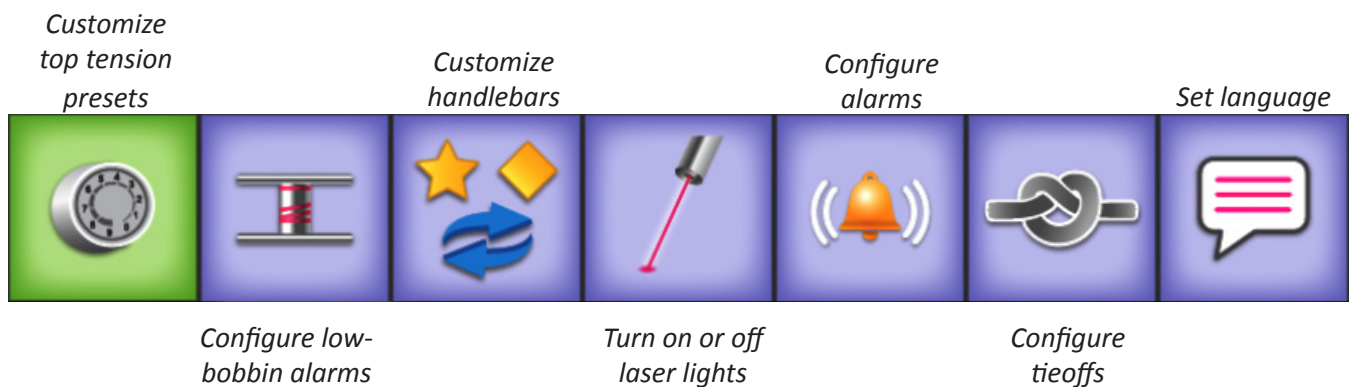 Customize
top tension
presets
Customize
handlebars
Configure
alarms
Set language
Configure low-
bobbin alarms
Turn on or off
laser lights
Configure
tieoffs